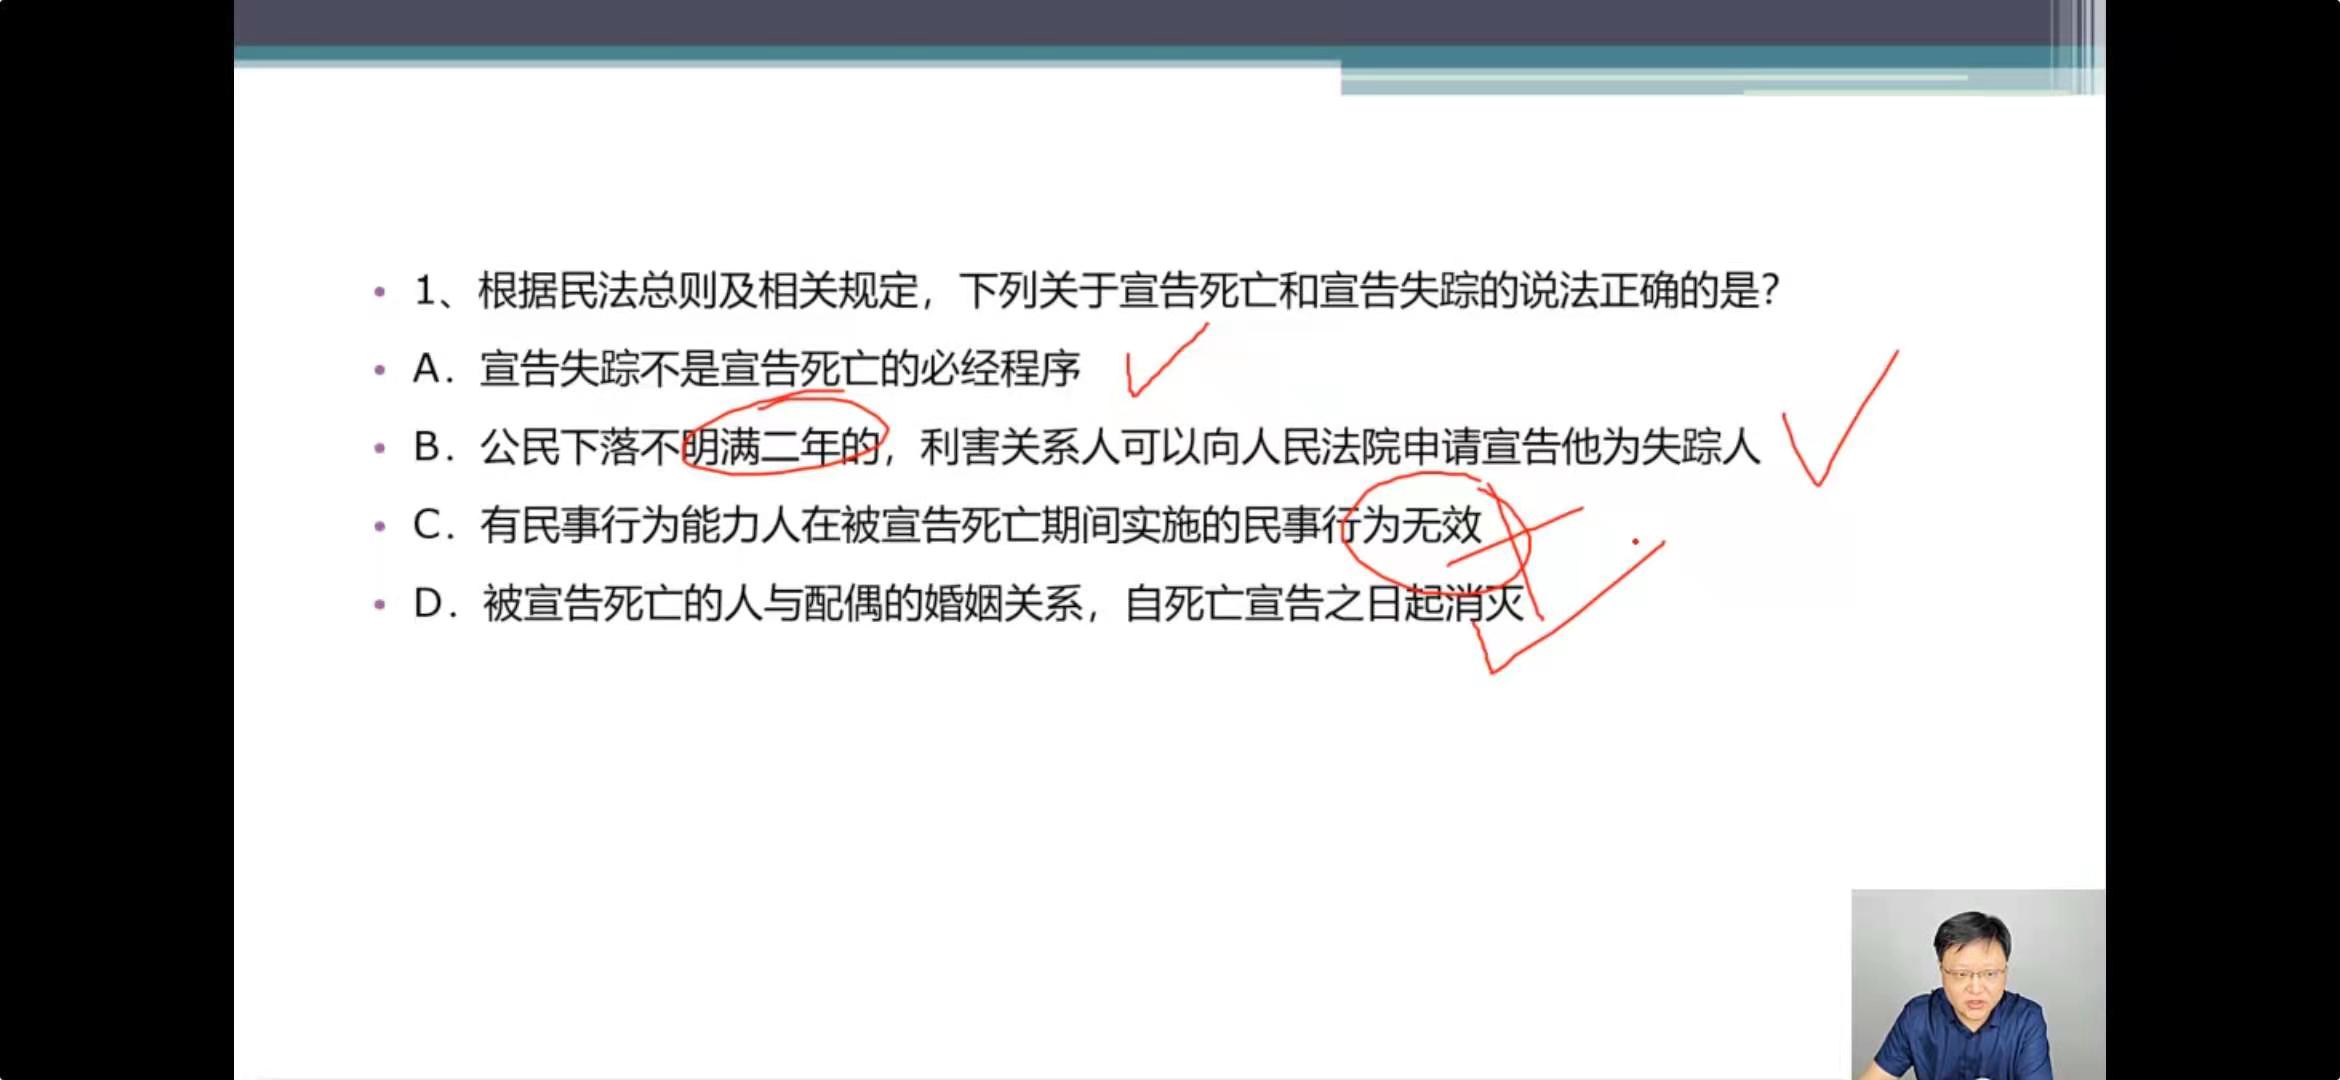 1、根据民法总则及相关规定，下列关于宣告死亡和宣告失踪的说法正确的是？
A．宣告失踪不是宣告死亡的必经程序
B．公民下落不明满二年的，利害关系人可以向人民法院申请宣告他为失踪人
C．有民事行为能力人在被宣告死亡期间实施的民事行为无效
D．被宣告死亡的人与配偶的婚姻关系，自死亡宣告之日起消灭